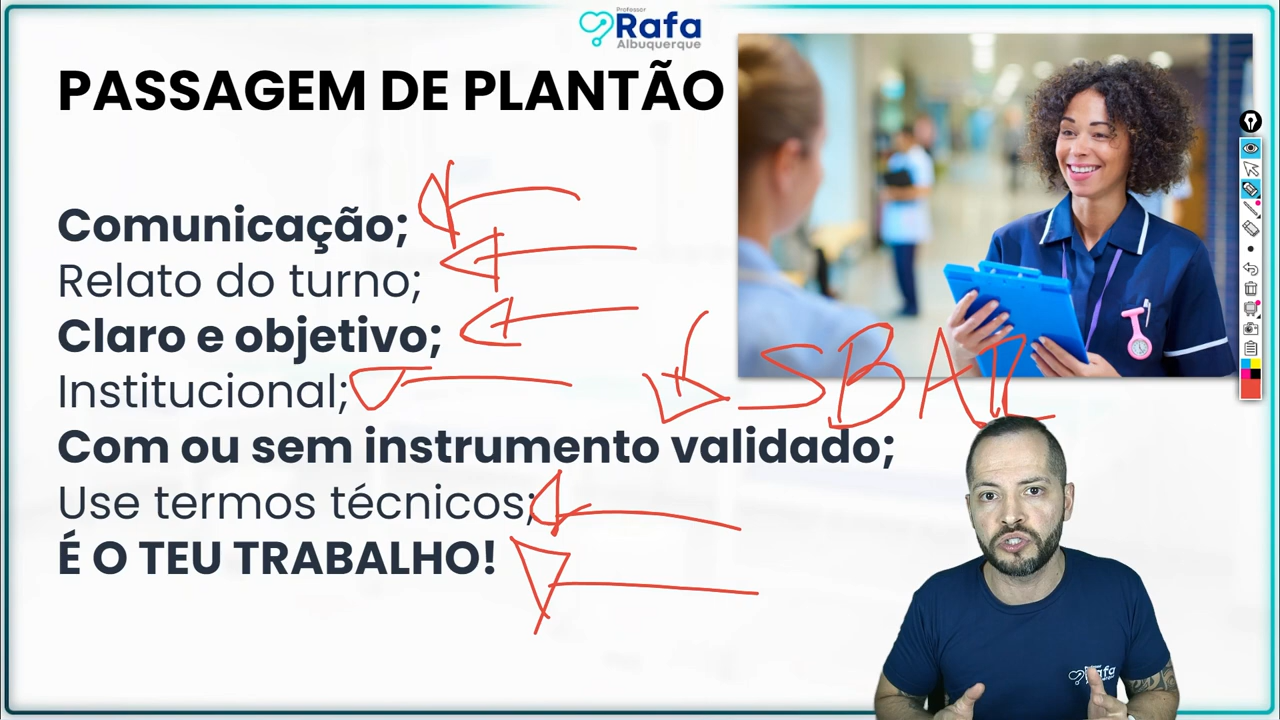 Professor
Rafa
Albuquerque
PASSAGEM DE PLANTÃO
Comunicação;
Relato do turno;
Claro e objetivo;
Institucional;
SBAR
Com ou sem instrumento validado;
Use termos técnicos;
É O TEU TRABALHO!
Rafa